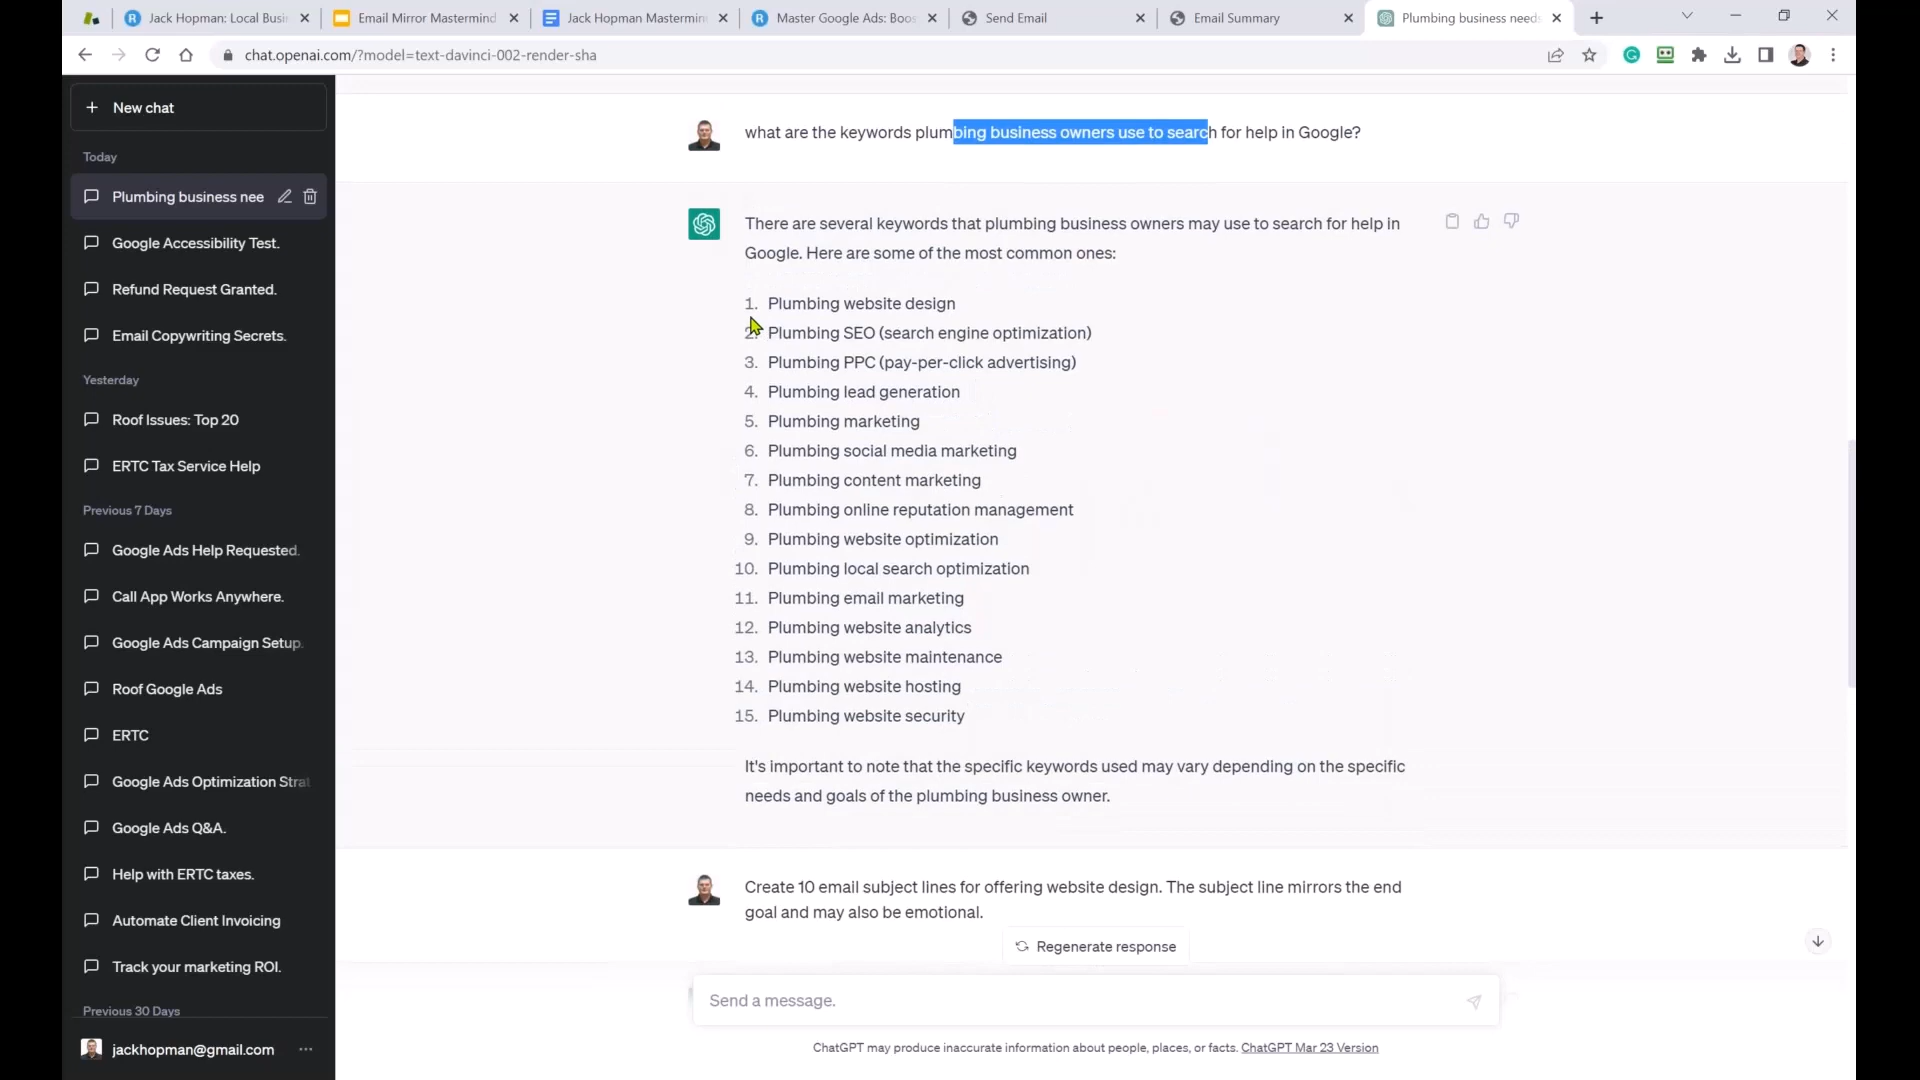 Jack Hopman: Local Busi
Email Mirror Mastermind
Jack Hopman Mastermin
Master Google Ads: Boos
Send Email
Email Summary
Plumbing business need
chat.openai.com/?model=text-davinci-002-render-sha
New chat
Today
Plumbing business nee
Google Accessibility Test.
Refund Request Granted.
Email Copywriting Secrets.
Yesterday
Roof Issues: Top 20
ERTC Tax Service Help
Previous 7 Days
Google Ads Help Requested.
Call App Works Anywhere.
Google Ads Campaign Setup.
Roof Google Ads
ERTC
Google Ads Optimization Strat
Google Ads Q&A.
Help with ERTC taxes.
Automate Client Invoicing
Track your marketing ROI.
Previous 30 Days
jackhopman@gmail.com
what are the keywords plumbing business owners use to search for help in Google?
There are several keywords that plumbing business owners may use to search for help in
Google. Here are some of the most common ones:
1. Plumbing website design
2. Plumbing SEO (search engine optimization)
3. Plumbing PPC (pay-per-click advertising)
4. Plumbing lead generation
5. Plumbing marketing
6. Plumbing social media marketing
7. Plumbing content marketing
8. Plumbing online reputation management
9. Plumbing website optimization
10. Plumbing local search optimization
11. Plumbing email marketing
12. Plumbing website analytics
13. Plumbing website maintenance
14. Plumbing website hosting
15. Plumbing website security
It's important to note that the specific keywords used may vary depending on the specific
needs and goals of the plumbing business owner.
Create 10 email subject lines for offering website design. The subject line mirrors the end
goal and may also be emotional.
Regenerate response
Send a message.
ChatGPT may produce inaccurate information about people, places, or facts. ChatGPT Mar 23 Version